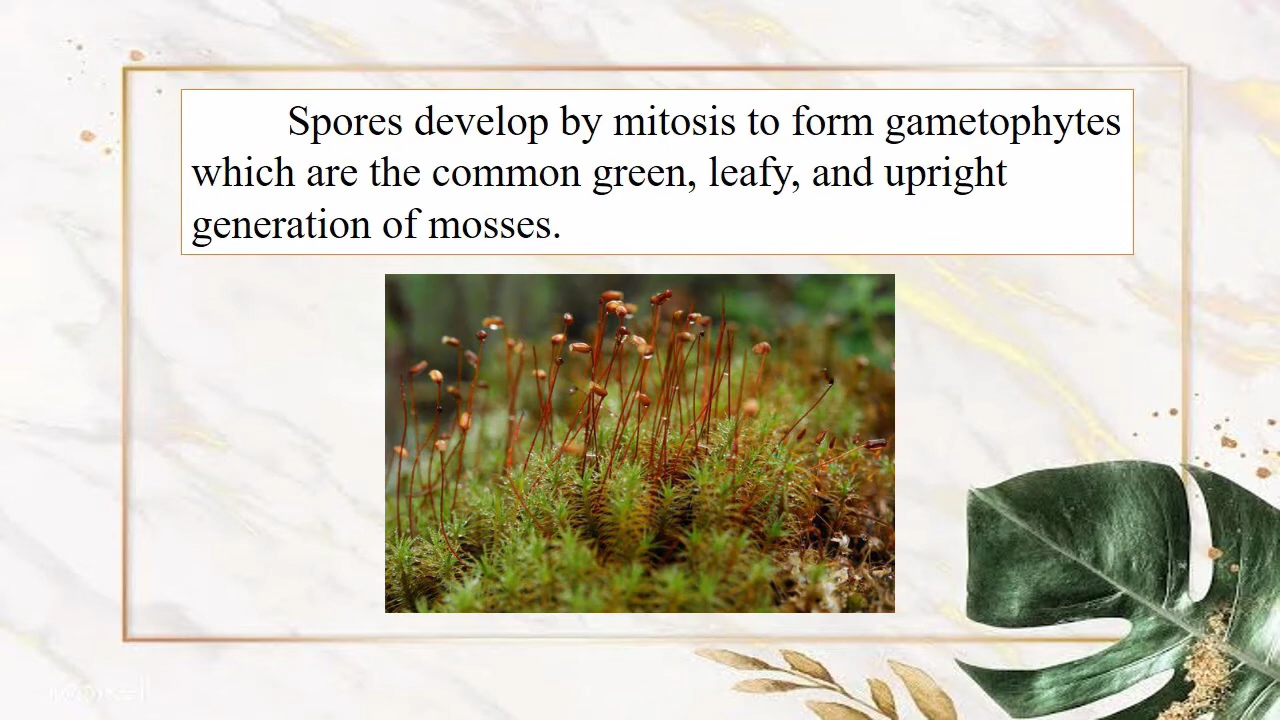 Spores develop by mitosis to form gametophytes
which are the common green, leafy, and upright
generation of mosses.